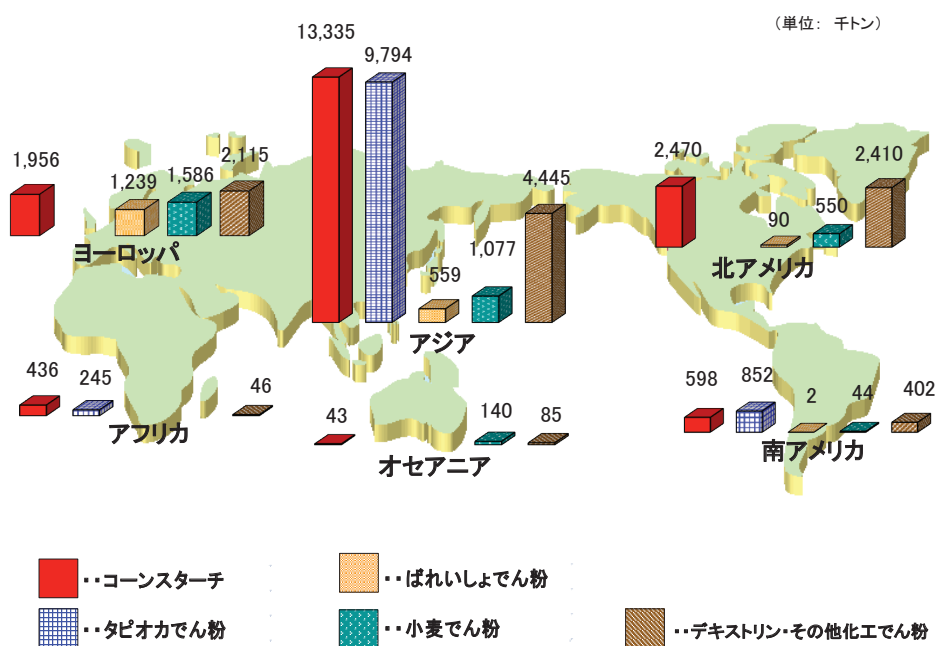 (単位: 千トン)
13,335
9,794
1,956
1,239
1,586
2,115
ヨーロッパ
559
1,077
4,445
アジア
2,470
90
550
2,410
北アメリカ
436
245
46
アフリカ
43
140
85
オセアニア
598
852
2
44
402
南アメリカ
‥コーンスターチ
‥ばれいしょでん粉
‥タピオカでん粉
‥小麦でん粉
‥デキストリン・その他化工でん粉